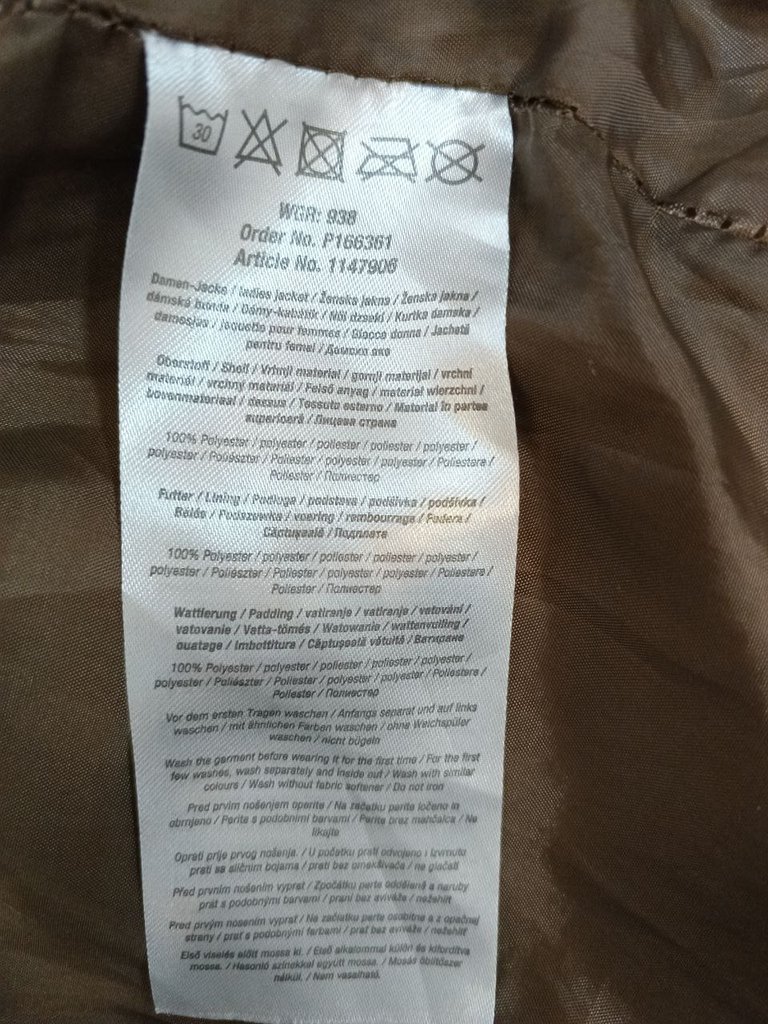 30
WGR: 938
Order No. P166361
Article No. 1147906
Damen-Jacke / ladies jacket / Ženska jakna / Ženska jakna /
dámská bunda / Dámy-kabátik / Női dzseki / Kurtka damska /
damesjas / jaquette pour femmes / Giacca donna / Jachetă
pentru femei / Дамско яке
Oberstoff / Shell / Vrhnji material / gornji materijal / vrchní
materiál / vrchný materiál / Felső anyag / materiał wierzchni /
bovenmateriaal / dessus / Tessuto esterno / Material în partea
superioară / Лицева страна
100% Polyester / polyester / poliester / poliester / polyester /
polyester / Poliészter / Poliester / polyester / polyester / Poliestere /
Poliester / Полиестер
Futter / Lining / Podloga / podstava / podšívka / podšívka /
Bélés / Podszewka / voering / rembourrage / Fodera /
Căptușeală / Подплата
100% Polyester / polyester / poliester / poliester / polyester /
polyester / Poliészter / Poliester / polyester / polyester / Poliestere /
Poliester / Полиестер
Wattierung / Padding / vatiranje / vatiranje / vatování /
vatovanie / Vatta-tömés / Watowanie / wattenvulling /
ouatage / Imbottitura / Căptușeală vătuită / Ватиране
100% Polyester / polyester / poliester / poliester / polyester /
polyester / Poliészter / Poliester / polyester / polyester / Poliestere /
Poliester / Полиестер
Vor dem ersten Tragen waschen / Anfangs separat und auf links
waschen / mit ähnlichen Farben waschen / ohne Weichspüler
waschen / nicht bügeln
Wash the garment before wearing it for the first time / For the first
few washes, wash separately and inside out / Wash with similar
colours / Wash without fabric softener / Do not iron
Pred prvim nošenjem operite / Na začetku perite ločeno in
obrnjeno / Perite s podobnimi barvami / Perite brez mehčalca / Ne
likajte
Oprati prije prvog nošenja. / U početku prati odvojeno i izvrnuto
prati sa sličnim bojama / prati bez omekšivača / ne glačati
Před prvním nošením vyprat / Zpočátku perte odděleně a naruby
prát s podobnými barvami / praní bez aviváže / nežehlit
Pred prvým nosením vyprať / Na začiatku perte osobitne a z opačnej
strany / prať s podobnými farbami / prať bez aviváže / nežehliť
Első viselés előtt mossa ki. / Első alkalommal külön és kifordítva
mossa. / Hasonló színekkel együtt mossa. / Mosás öblítőszer
nélkül. / Nem vasalható.